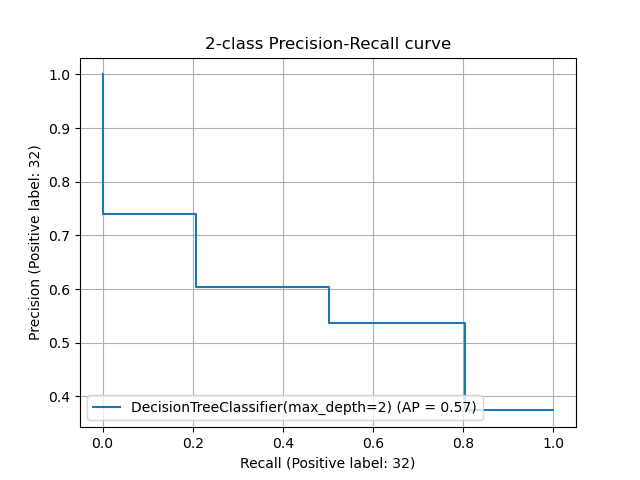 2-class Precision-Recall curve
1.0
0.9
0.8
0.7
0.6
0.5
0.4
Precision (Positive label: 32)
DecisionTreeClassifier(max_depth=2) (AP = 0.57)
0.0 0.2 0.4 0.6 0.8 1.0
Recall (Positive label: 32)